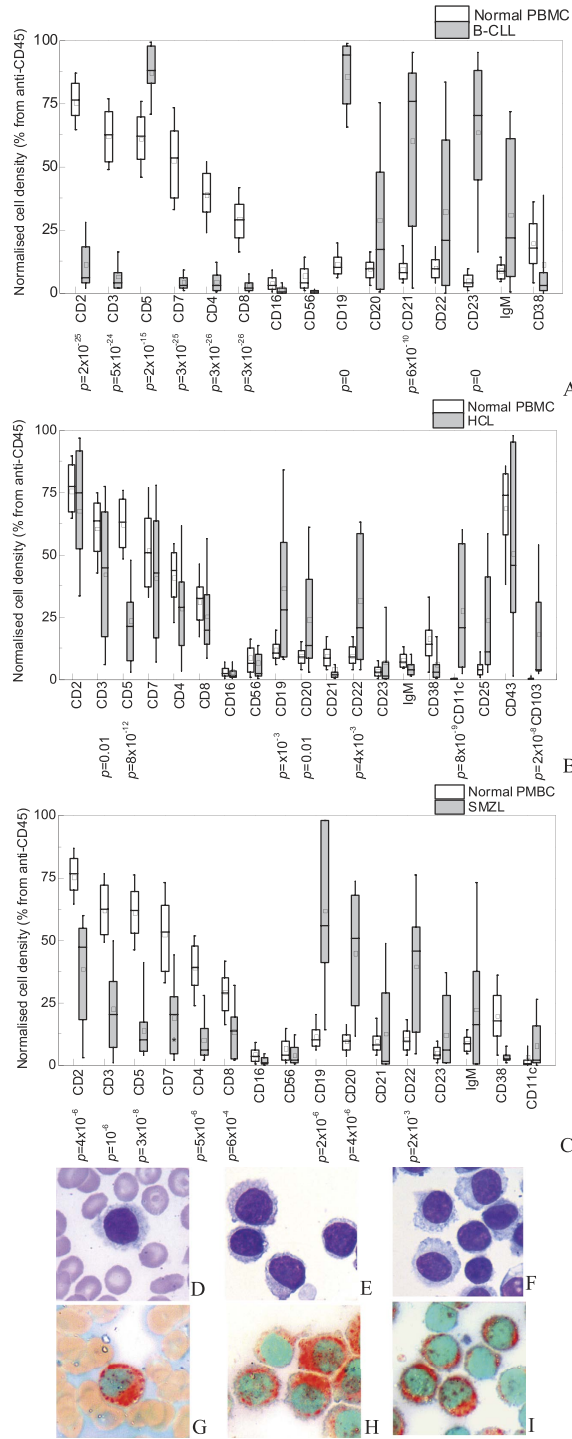 Normal PBMC
B-CLL
Normalised cell density (% from anti-CD45)
100
75
50
25
0
CD2 CD3 CD5 CD7 CD4 CD8 CD16 CD56 CD19 CD20 CD21 CD22 CD23 IgM CD38
p=2x10⁻²⁵ p=5x10⁻²⁴ p=2x10⁻¹⁵ p=3x10⁻²⁵ p=3x10⁻²⁶ p=3x10⁻²⁶ p=0 p=6x10⁻¹⁰ p=0
A
Normal PBMC
HCL
Normalised cell density (% from anti-CD45)
100
75
50
25
0
CD2 CD3 CD5 CD7 CD4 CD8 CD16 CD56 CD19 CD20 CD21 CD22 CD23 IgM CD38 CD11c CD25 CD43 CD103
p=0.01 p=8x10⁻¹² p=x10⁻³ p=0.01 p=4x10⁻³ p=8x10⁻⁹ p=2x10⁻⁸
B
Normal PMBC
SMZL
Normalised cell density (% from anti-CD45)
100
75
50
25
0
*
CD2 CD3 CD5 CD7 CD4 CD8 CD16 CD56 CD19 CD20 CD21 CD22 CD23 IgM CD38 CD11c
p=4x10⁻⁶ p=10⁻⁶ p=3x10⁻⁸ p=5x10⁻⁶ p=6x10⁻⁴ p=2x10⁻⁶ p=4x10⁻⁶ p=2x10⁻³
C
D E F
G H I